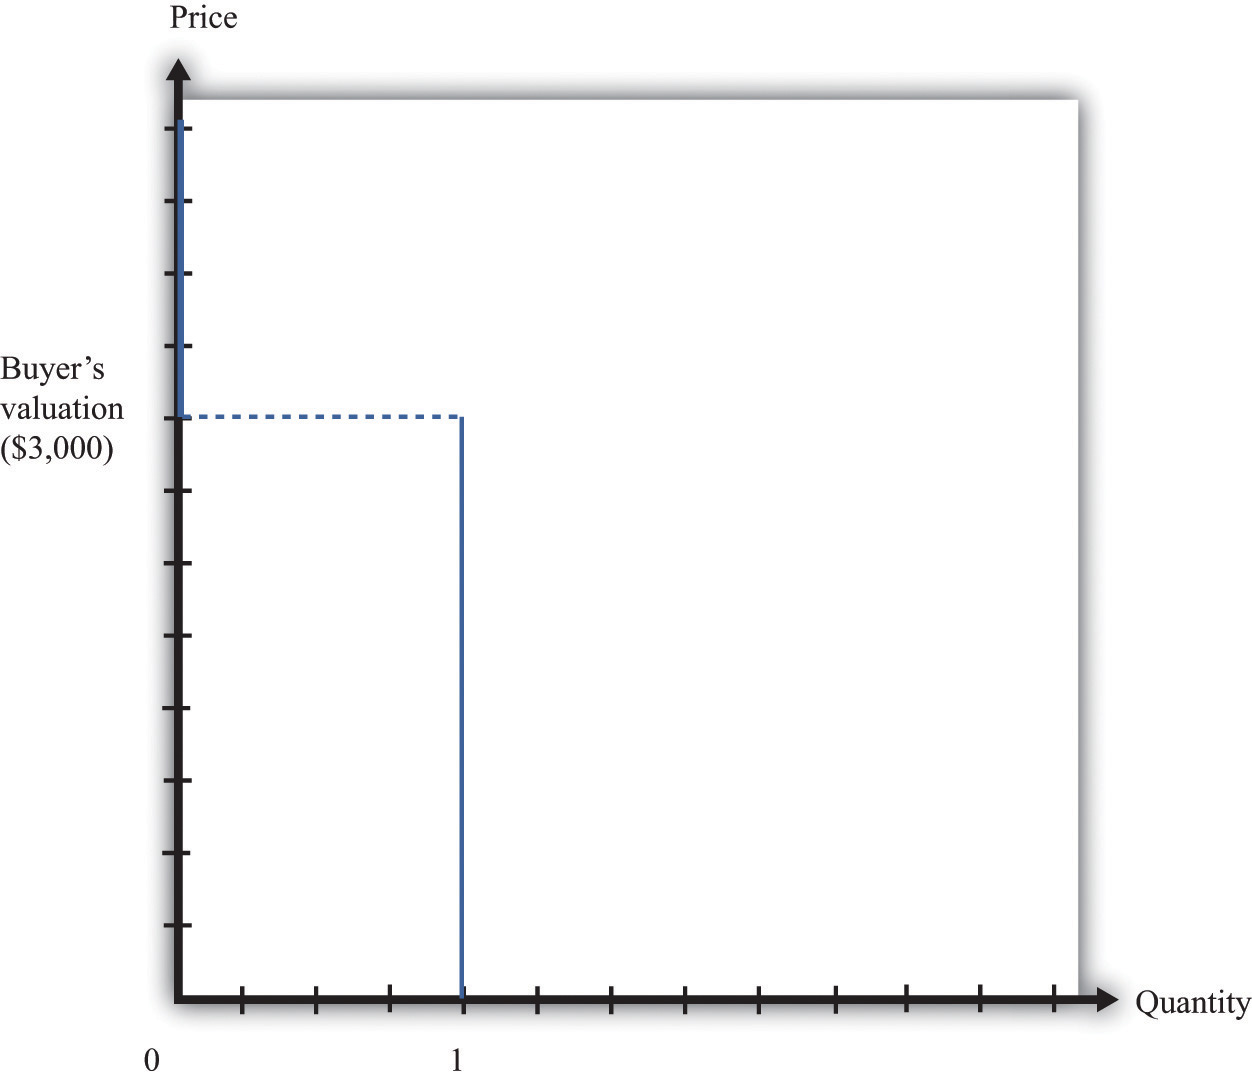 Price
Buyer’s
valuation
($3,000)
Quantity
0
1